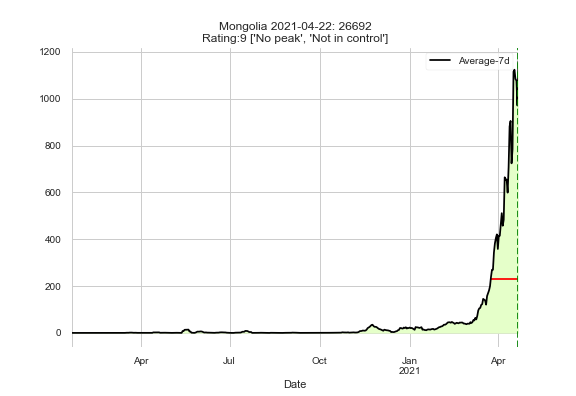 Mongolia 2021-04-22: 26692
Rating:9 ['No peak', 'Not in control']
Average-7d
1200
1000
800
600
400
200
0
Apr
Jul
Oct
Jan
2021
Apr
Date